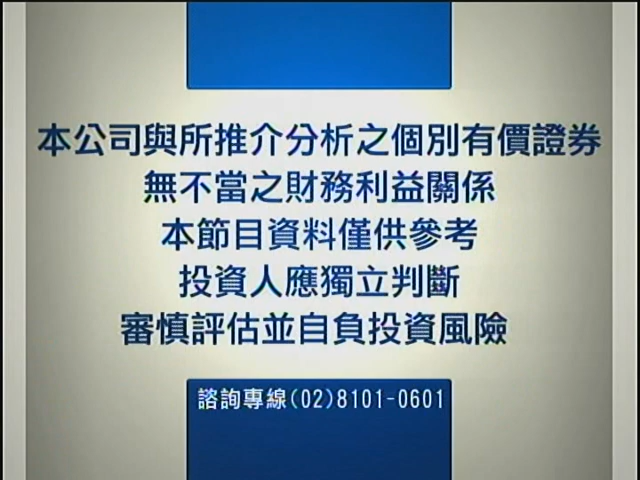 本公司與所推介分析之個別有價證券
無不當之財務利益關係
本節目資料僅供參考
投資人應獨立判斷
審慎評估並自負投資風險
諮詢專線(02)8101-0601